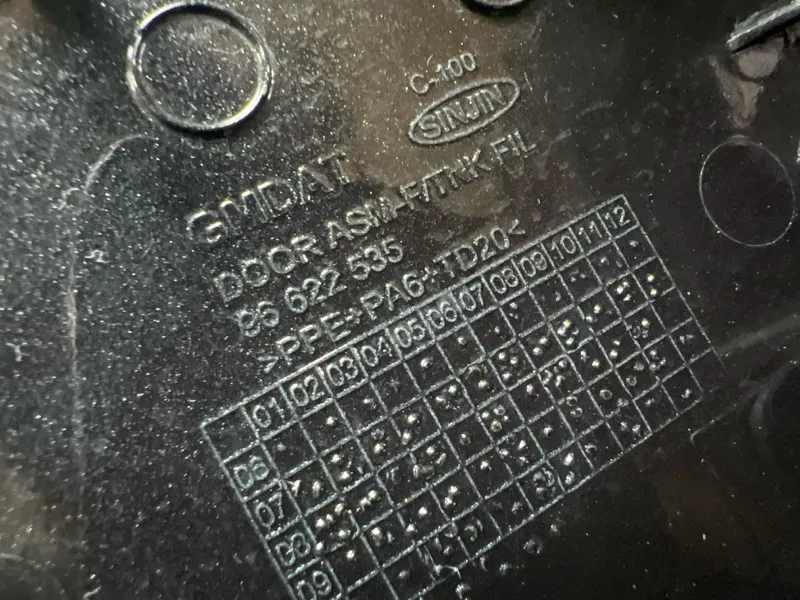 C-100
SINJIN
GMDAT
DOOR ASM-F/TNK FIL
96 622 535
>PPE+PA6+TD20<
01 02 03 04 05 06 07 08 09 10 11 12
06
07
08
09